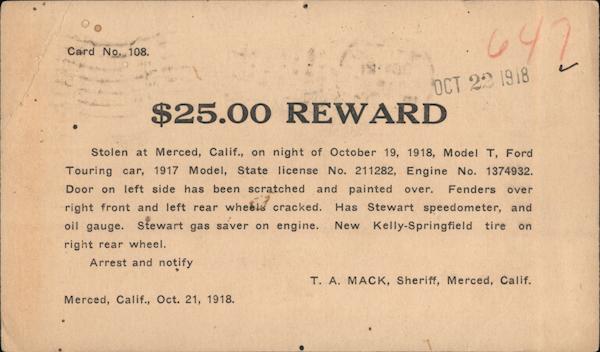 Card No. 108.
647
OCT 22 1918
$25.00 REWARD
Stolen at Merced, Calif., on night of October 19, 1918, Model T, Ford
Touring car, 1917 Model, State license No. 211282, Engine No. 1374932.
Door on left side has been scratched and painted over. Fenders over
right front and left rear wheels cracked. Has Stewart speedometer, and
oil gauge. Stewart gas saver on engine. New Kelly-Springfield tire on
right rear wheel.
Arrest and notify
T. A. MACK, Sheriff, Merced, Calif.
Merced, Calif., Oct. 21, 1918.